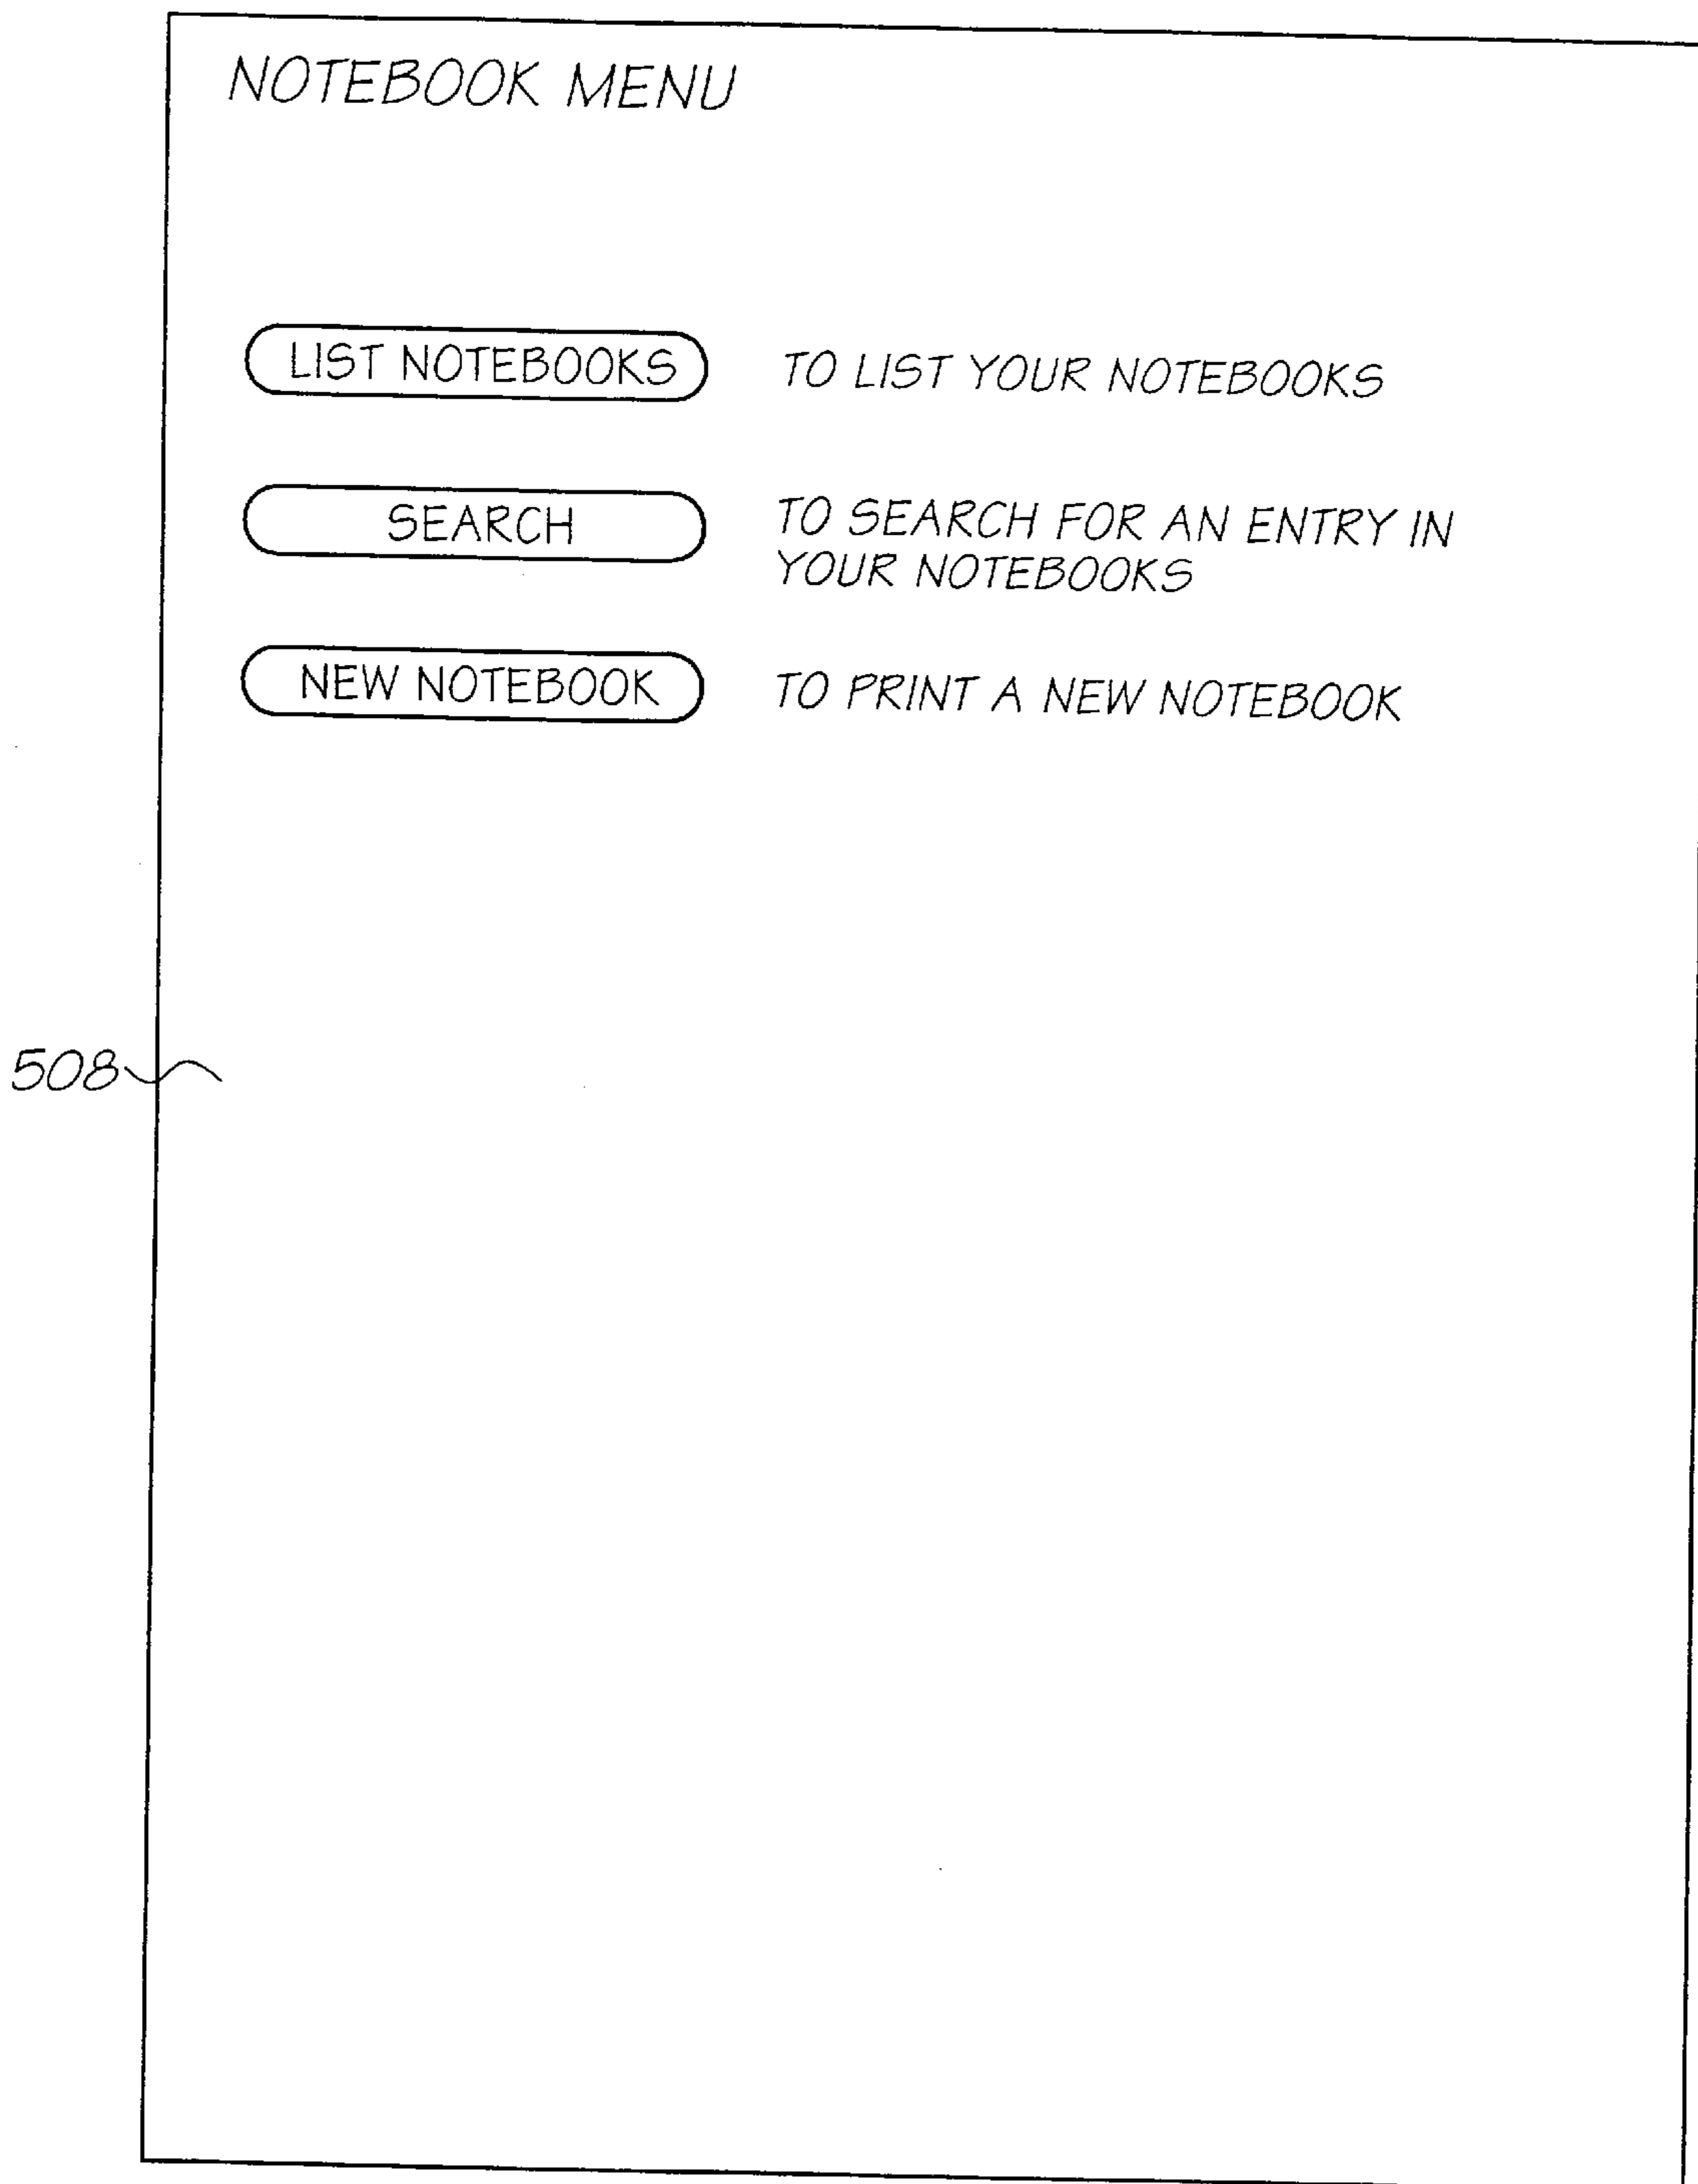 NOTEBOOK MENU
LIST NOTEBOOKS TO LIST YOUR NOTEBOOKS
SEARCH TO SEARCH FOR AN ENTRY IN
YOUR NOTEBOOKS
NEW NOTEBOOK TO PRINT A NEW NOTEBOOK
508